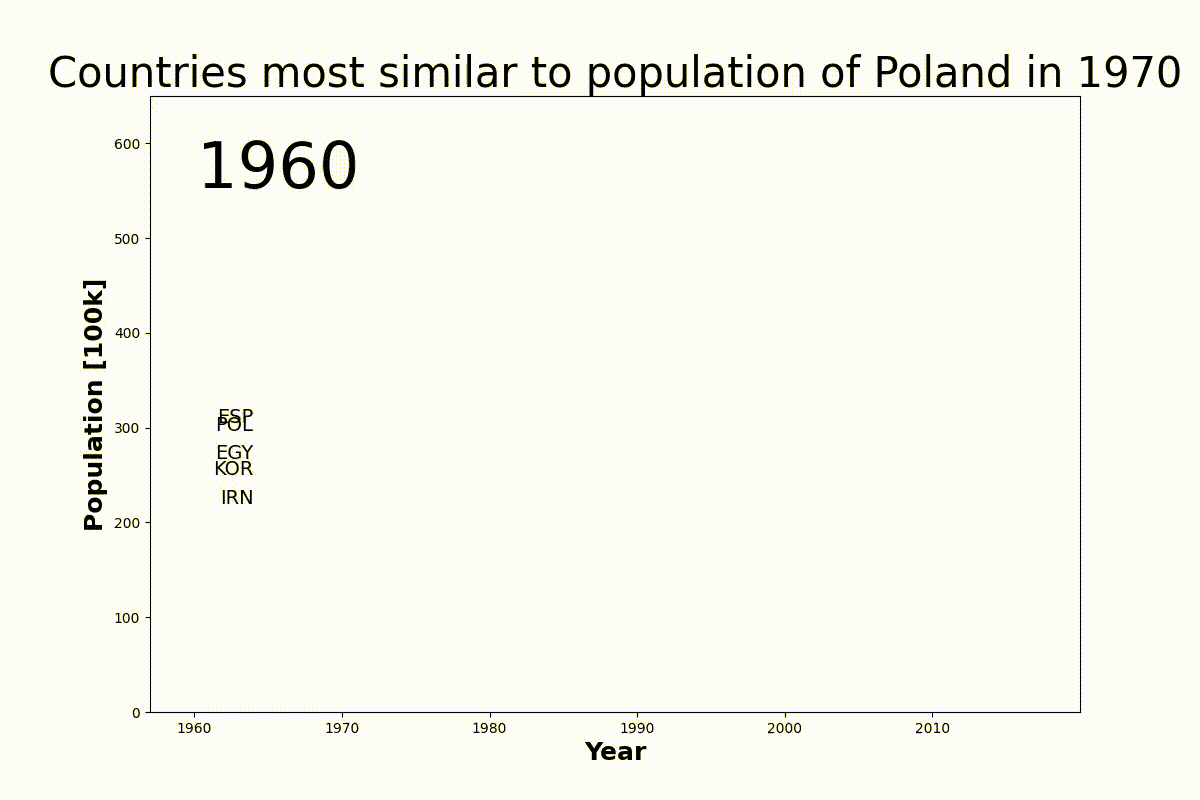 Countries most similar to population of Poland in 1970
1960
600
500
400
300
200
100
0
Population [100k]
ESP
POL
EGY
KOR
IRN
1960 1970 1980 1990 2000 2010
Year